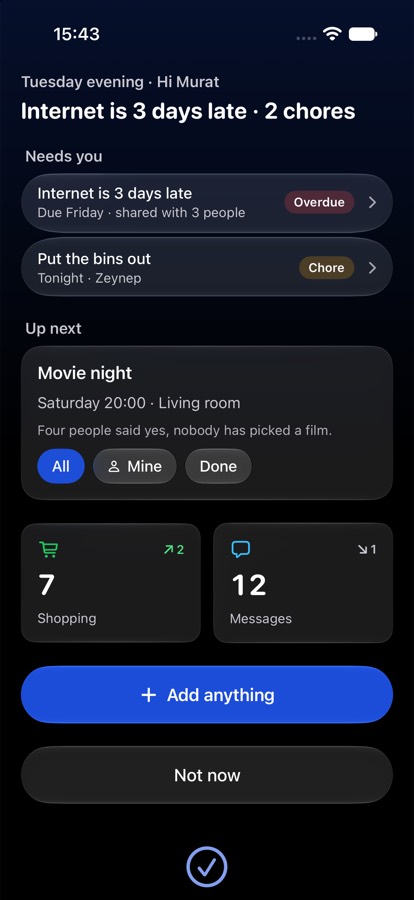 15:43
Tuesday evening · Hi Murat
Internet is 3 days late · 2 chores
Needs you
Internet is 3 days late
Due Friday · shared with 3 people
Overdue
Put the bins out
Tonight · Zeynep
Chore
Up next
Movie night
Saturday 20:00 · Living room
Four people said yes, nobody has picked a film.
All
Mine
Done
2
7
Shopping
1
12
Messages
Add anything
Not now